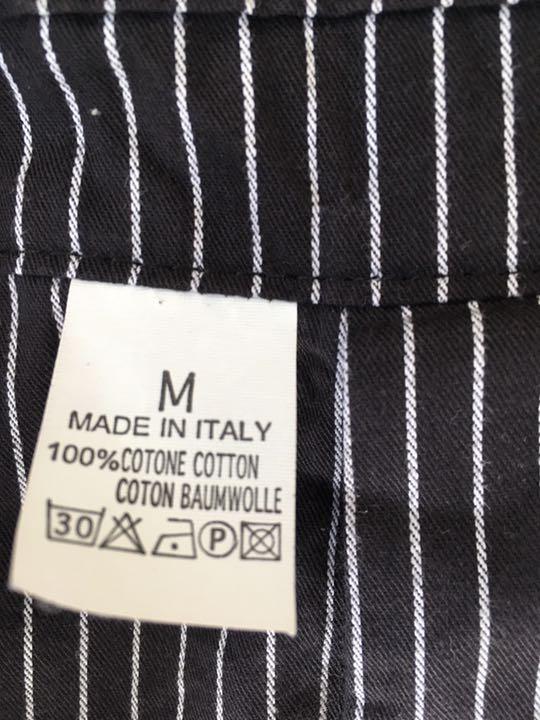 M
MADE IN ITALY
100%COTONE COTTON
COTON BAUMWOLLE
30 P